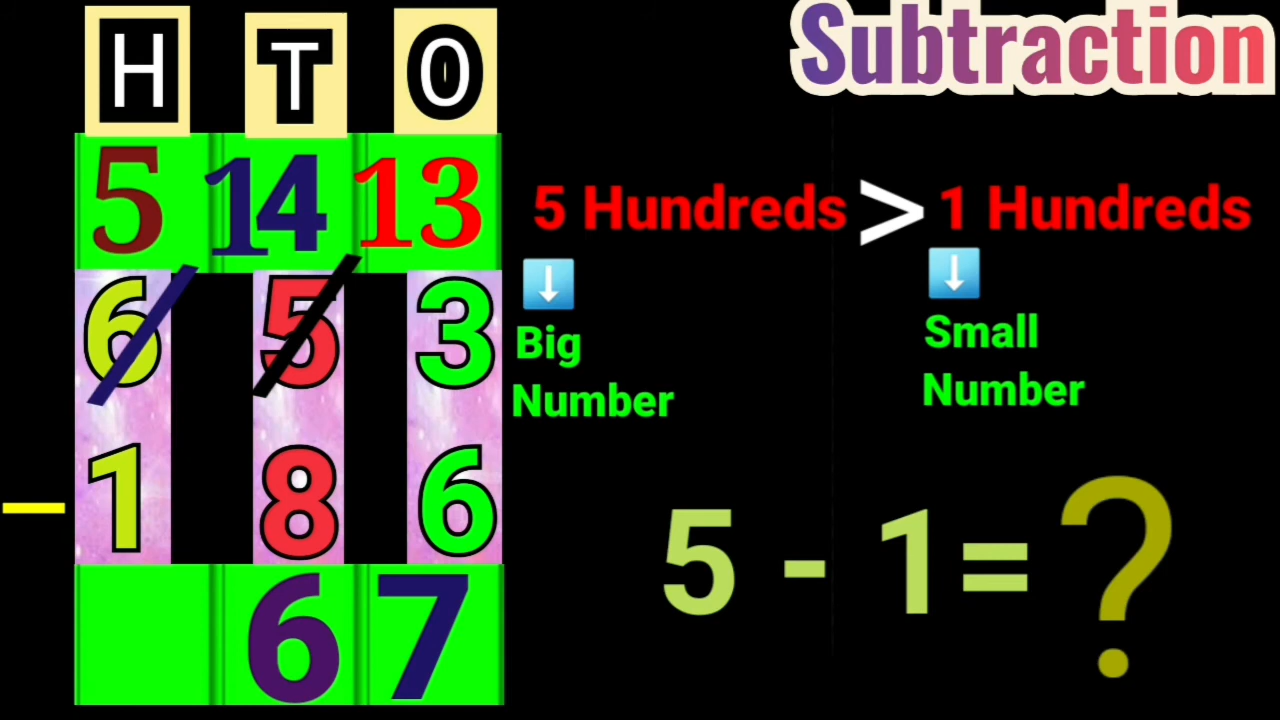 Subtraction
H T O
5 14 13
6 5 3
- 1 8 6
6 7
5 Hundreds > 1 Hundreds
Big
Number
Small
Number
5 - 1 = ?